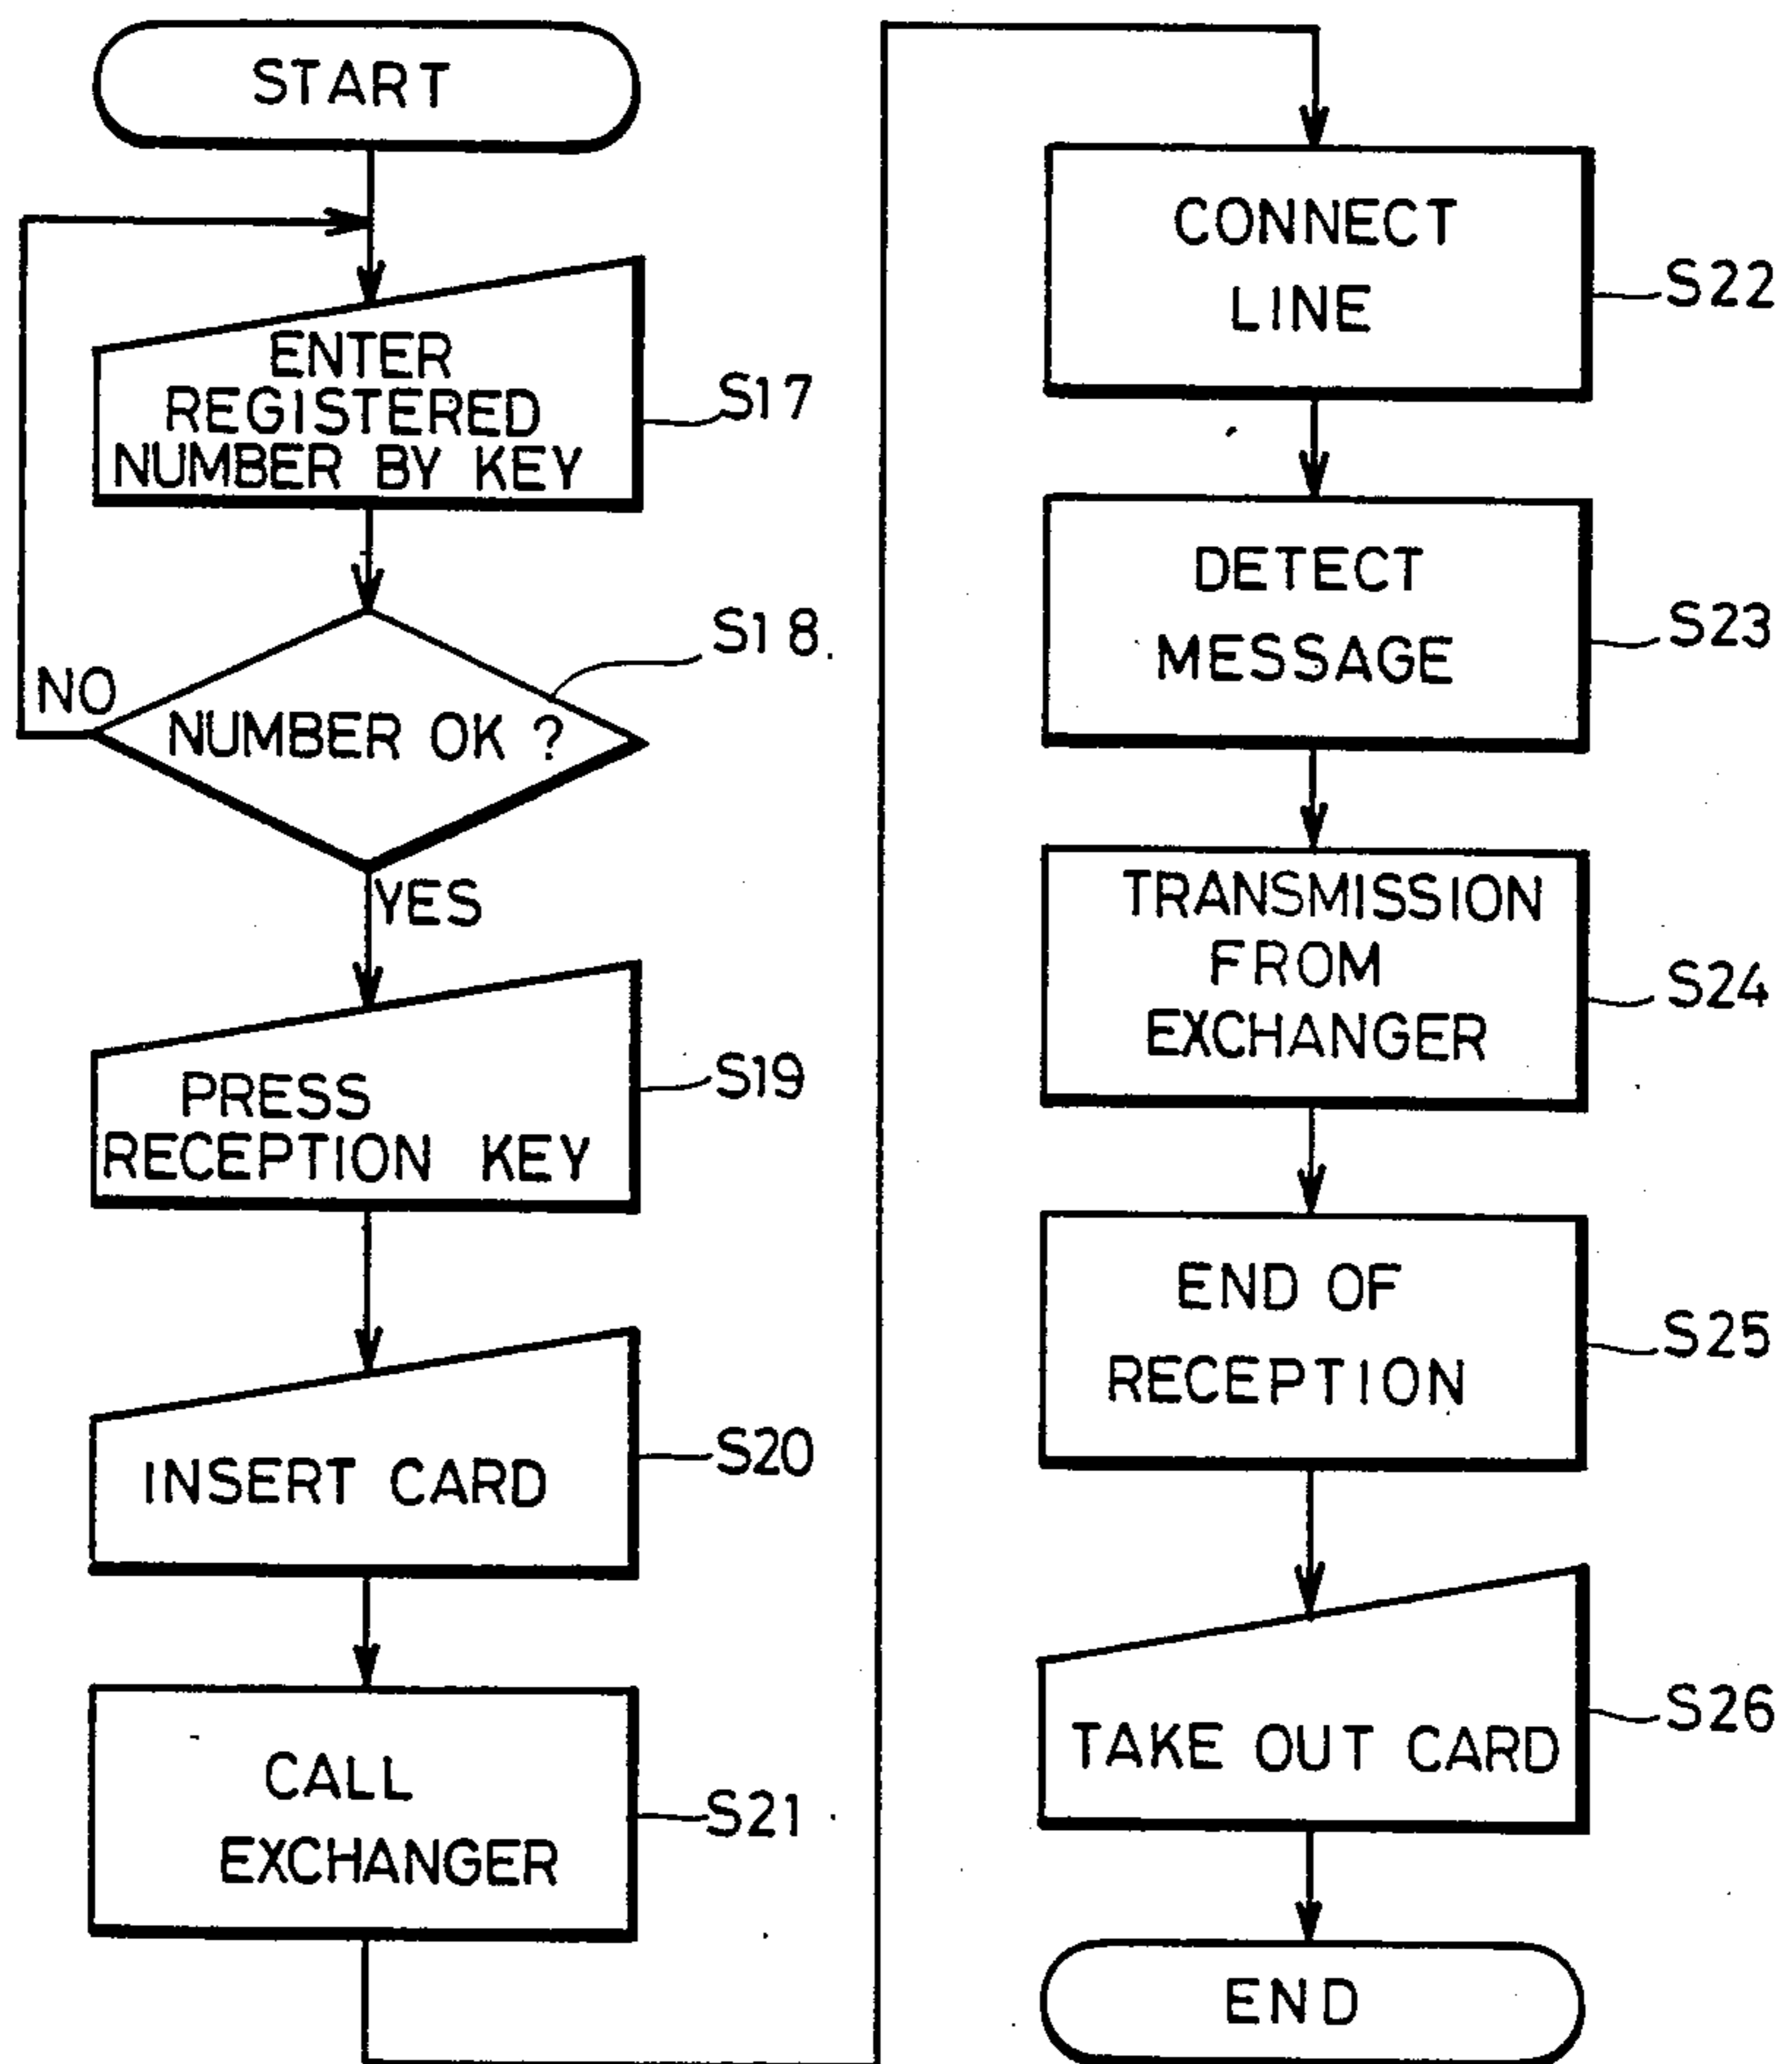 START
ENTER
REGISTERED
NUMBER BY KEY
S17
S18
NO
NUMBER OK ?
YES
PRESS
RECEPTION KEY
S19
INSERT CARD
S20
CALL
EXCHANGER
S21
CONNECT
LINE
S22
DETECT
MESSAGE
S23
TRANSMISSION
FROM
EXCHANGER
S24
END OF
RECEPTION
S25
TAKE OUT CARD
S26
END